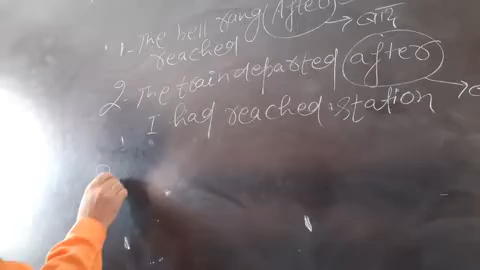 1- The bell rang (After → बाद
reached
2- The train departed after →
I had reached station